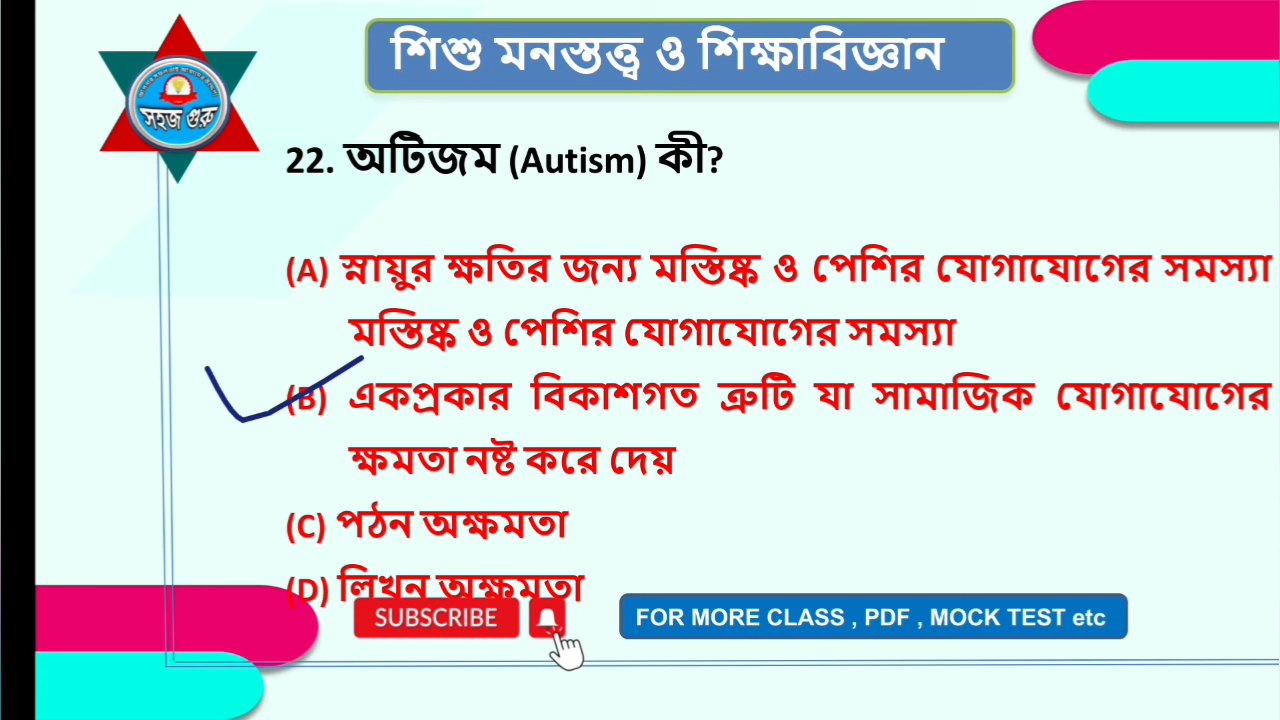 শিশু মনস্তত্ত্ব ও শিক্ষাবিজ্ঞান
সহজ গুরু
22. অটিজম (Autism) কী?
(A) স্নায়ুর ক্ষতির জন্য মস্তিষ্ক ও পেশির যোগাযোগের সমস্যা
মস্তিষ্ক ও পেশির যোগাযোগের সমস্যা
(B) একপ্রকার বিকাশগত ত্রুটি যা সামাজিক যোগাযোগের
ক্ষমতা নষ্ট করে দেয়
(C) পঠন অক্ষমতা
(D) লিখন অক্ষমতা
SUBSCRIBE
FOR MORE CLASS , PDF , MOCK TEST etc